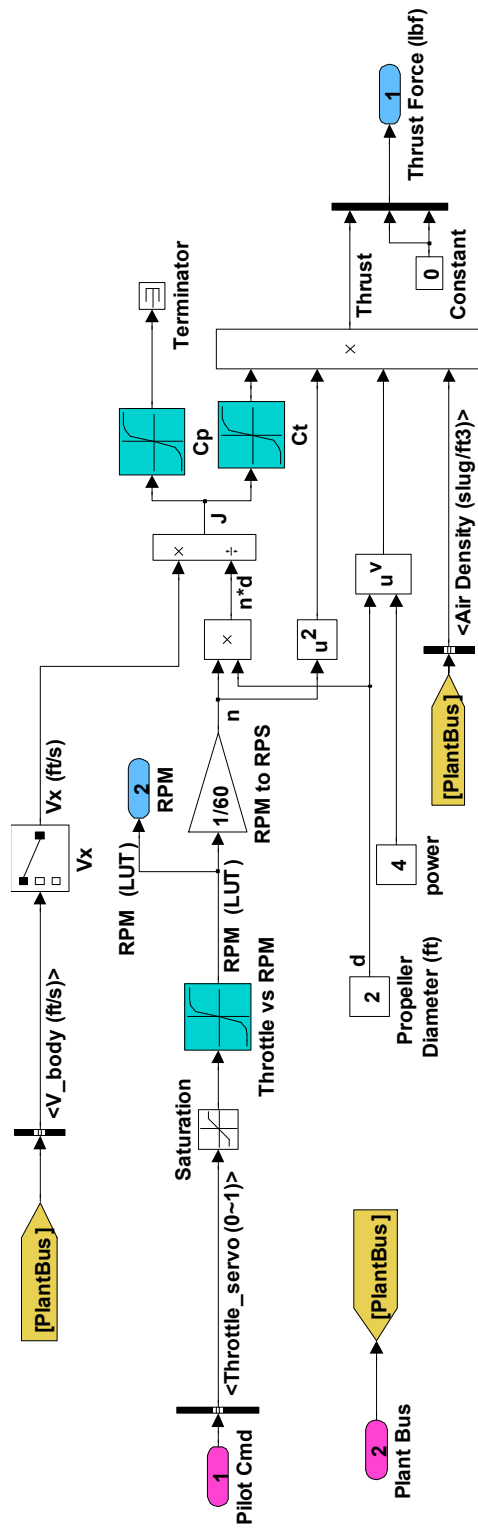 [PlantBus]
<V_body (ft/s)>
Vx
Vx (ft/s)
1
Pilot Cmd
<Throttle_servo (0~1)>
Saturation
Throttle vs RPM
RPM (LUT)
RPM (LUT)
2
RPM
1/60
RPM to RPS
n
×
n*d
×
÷
J
Cp
Terminator
Ct
u²
×
Thrust
0
Constant
1
Thrust Force (lbf)
2
Plant Bus
[PlantBus]
2
Propeller
Diameter (ft)
d
4
power
uᵛ
[PlantBus]
<Air Density (slug/ft3)>